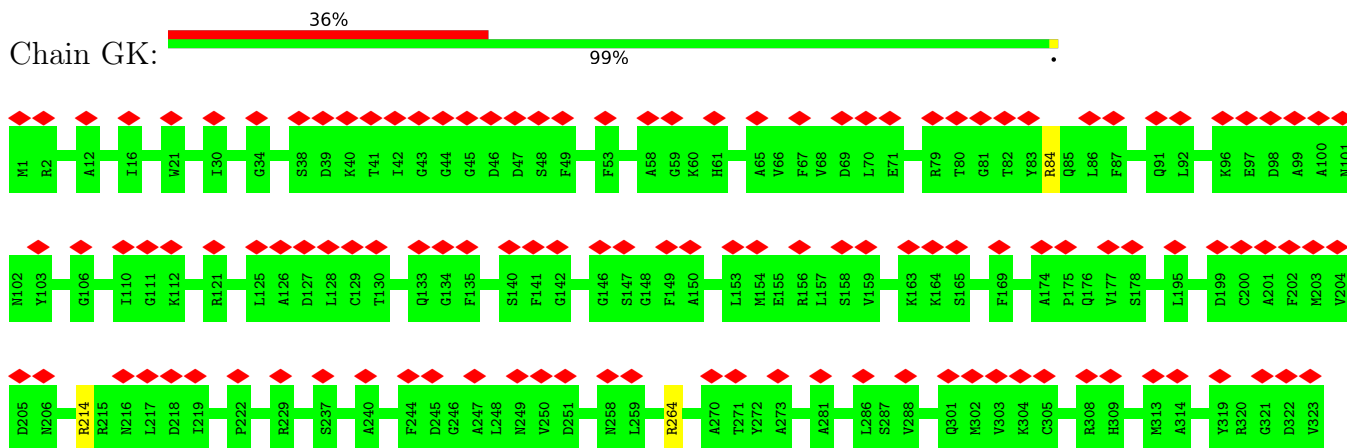 36%
Chain GK:
99%
.
M1 R2 A12 I16 W21 I30 G34 S38 D39 K40 T41 I42 G43 G44 G45 D46 D47 S48 F49 F53 A58 G59 K60 H61 A65 V66 F67 V68 D69 L70 E71 R79 T80 G81 T82 Y83 R84 Q85 L86 F87 Q91 L92 K96 E97 D98 A99 A100 N101
N102 Y103 G106 I110 G111 K112 R121 L125 A126 D127 L128 C129 T130 Q133 G134 F135 S140 F141 G142 G146 S147 G148 F149 A150 L153 M154 E155 R156 L157 S158 V159 K163 K164 S165 F169 A174 P175 Q176 V177 S178 L195 D199 C200 A201 F202 M203 V204
D205 N206 R214 R215 N216 L217 D218 I219 P222 R229 S237 A240 F244 D245 G246 A247 L248 N249 V250 D251 N258 L259 R264 A270 T271 Y272 A273 A281 L286 S287 V288 Q301 M302 V303 K304 C305 R308 H309 M313 A314 Y319 R320 G321 D322 V323